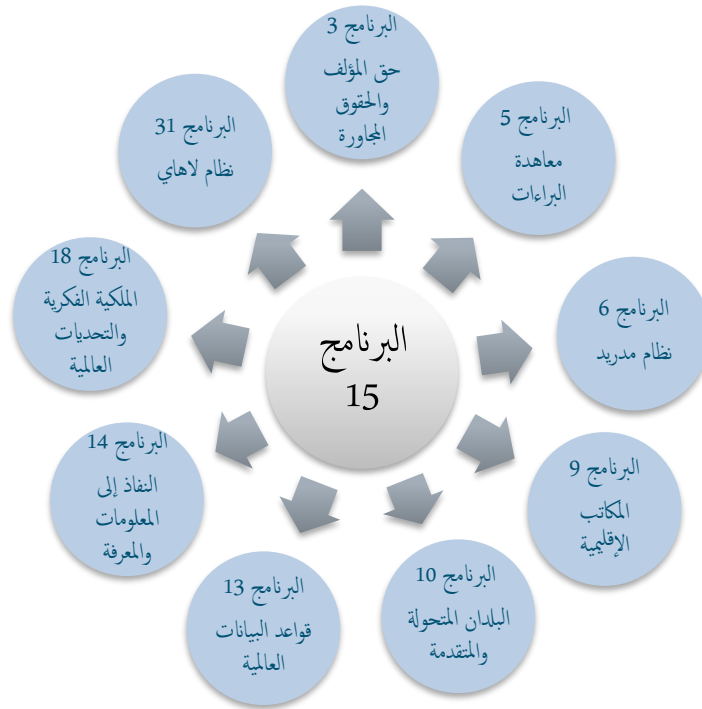 البرنامج 3
حق المؤلف
والحقوق
المجاورة
البرنامج 5
معاهدة
البراءات
البرنامج 6
نظام مدريد
البرنامج 9
المكاتب
الإقليمية
البرنامج 10
البلدان المتحولة
والمتقدمة
البرنامج 13
قواعد البيانات
العالمية
البرنامج 14
النفاذ إلى
المعلومات
والمعرفة
البرنامج 18
الملكية الفكرية
والتحديات
العالمية
البرنامج 31
نظام لاهاي
البرنامج
15